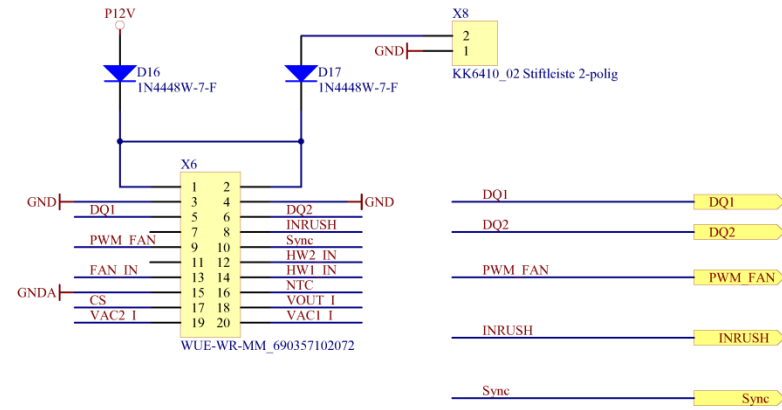 P12V
X8
2
GND
1
D16
1N4448W-7-F
D17
1N4448W-7-F
KK6410_02 Stiftleiste 2-polig
X6
1 2
GND 3 4 GND
DQ1 5 6 DQ2
7 8 INRUSH
PWM_FAN 9 10 Sync
11 12 HW2_IN
FAN_IN 13 14 HW1_IN
GNDA 15 16 NTC
CS 17 18 VOUT_I
VAC2_I 19 20 VAC1_I
WUE-WR-MM_690357102072
DQ1 DQ1
DQ2 DQ2
PWM_FAN PWM_FAN
INRUSH INRUSH
Sync Sync